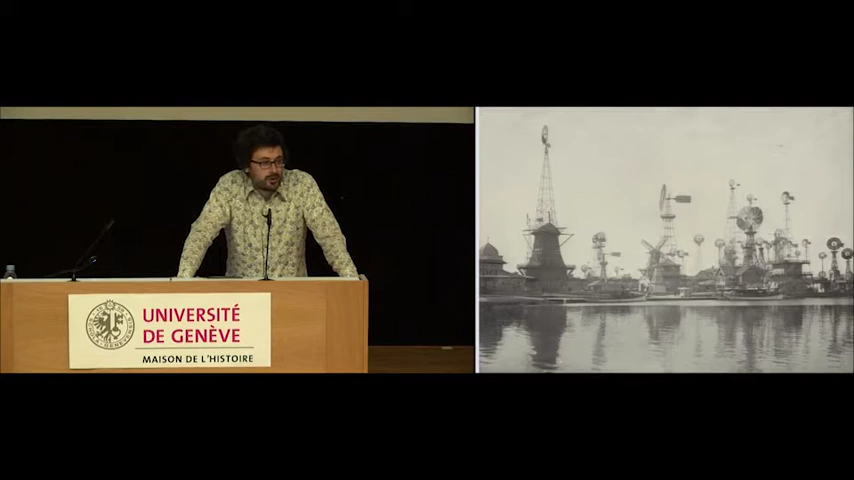 UNIVERSITÉ
DE GENÈVE
MAISON DE L'HISTOIRE